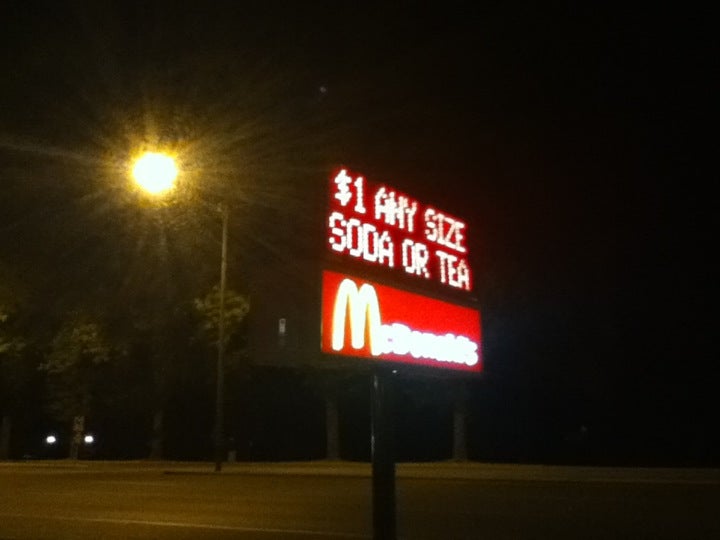 $1 ANY SIZE
SODA OR TEA
McDonald's